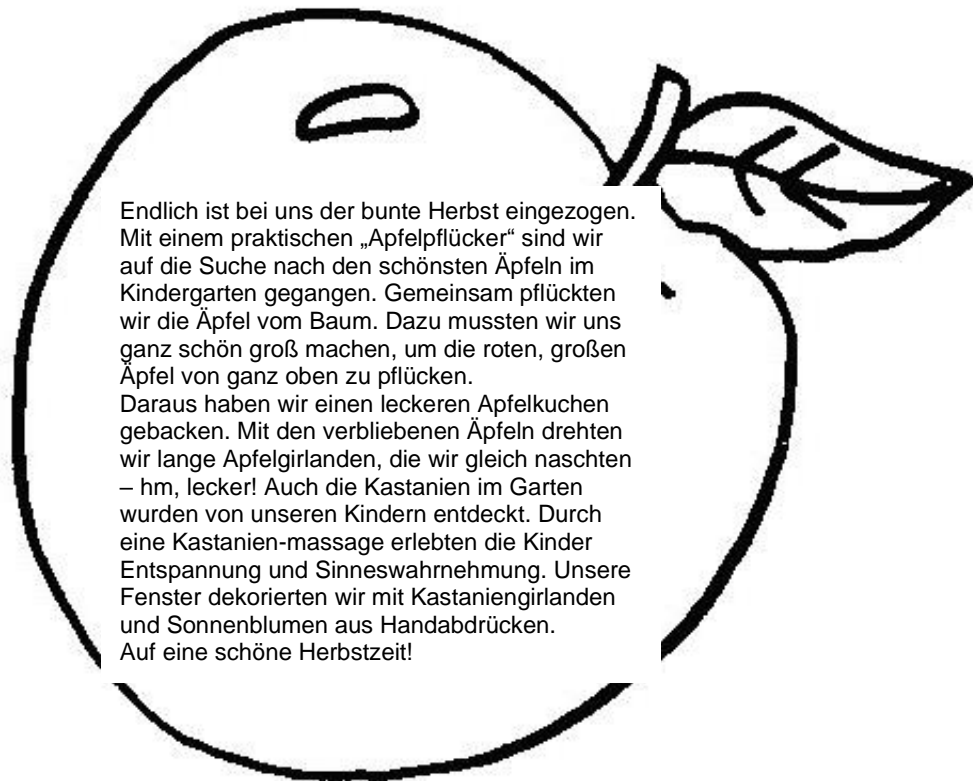 Endlich ist bei uns der bunte Herbst eingezogen.
Mit einem praktischen „Apfelpflücker“ sind wir
auf die Suche nach den schönsten Äpfeln im
Kindergarten gegangen. Gemeinsam pflückten
wir die Äpfel vom Baum. Dazu mussten wir uns
ganz schön groß machen, um die roten, großen
Äpfel von ganz oben zu pflücken.
Daraus haben wir einen leckeren Apfelkuchen
gebacken. Mit den verbliebenen Äpfeln drehten
wir lange Apfelgirlanden, die wir gleich naschten
– hm, lecker! Auch die Kastanien im Garten
wurden von unseren Kindern entdeckt. Durch
eine Kastanien-massage erlebten die Kinder
Entspannung und Sinneswahrnehmung. Unsere
Fenster dekorierten wir mit Kastaniengirlanden
und Sonnenblumen aus Handabdrücken.
Auf eine schöne Herbstzeit!